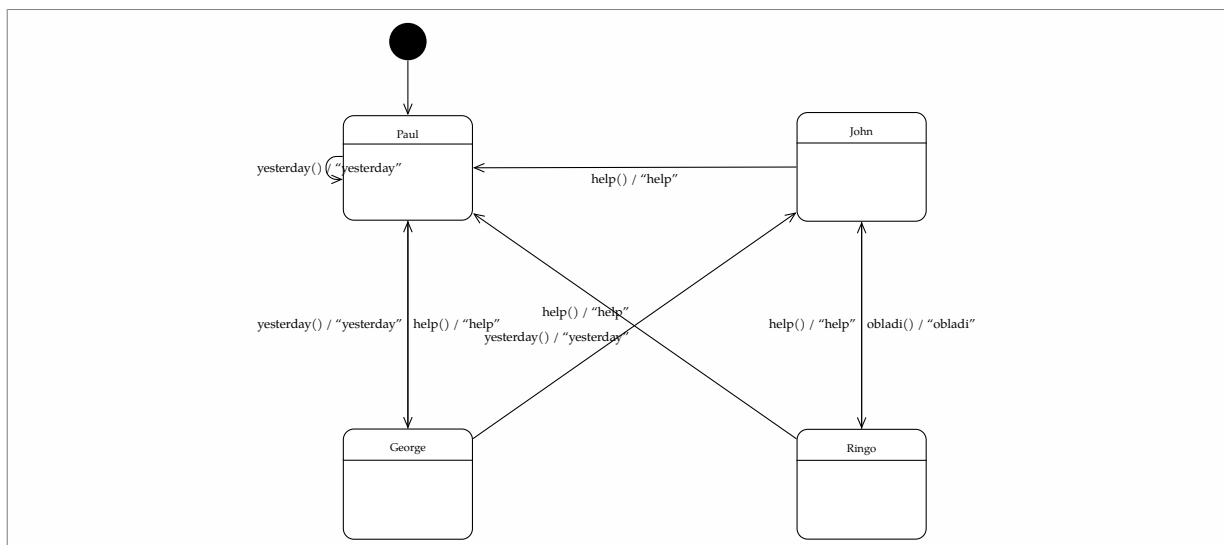 Paul
John
yesterday() / “yesterday”
help() / “help”
help() / “help”
yesterday() / “yesterday”
help() / “help”
help() / “help”
obladi() / “obladi”
yesterday() / “yesterday”
George
Ringo